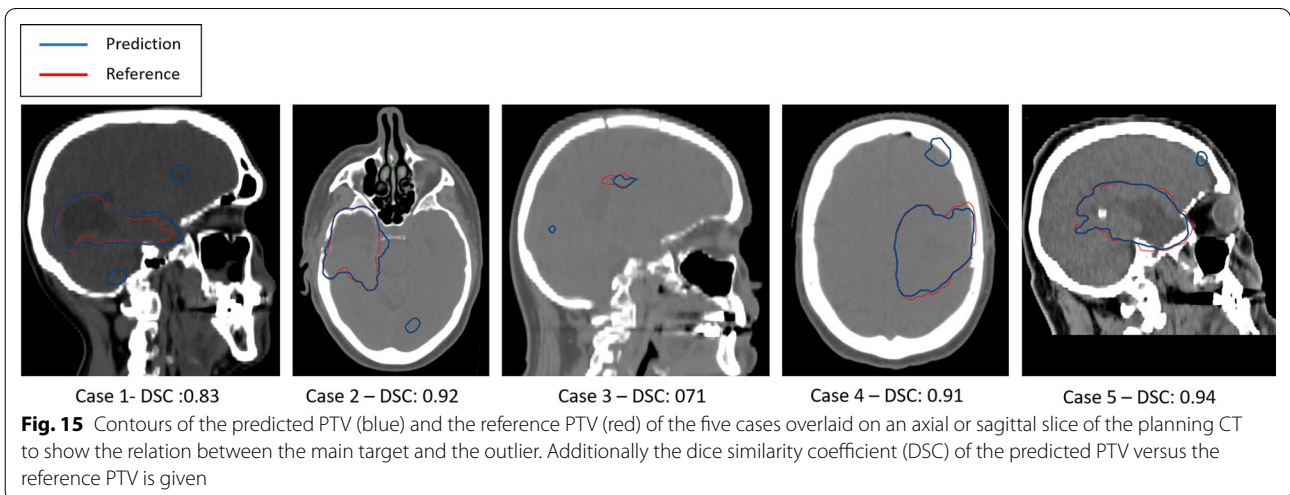 Prediction
Reference
Case 1- DSC :0.83
Case 2 – DSC: 0.92
Case 3 – DSC: 071
Case 4 – DSC: 0.91
Case 5 – DSC: 0.94
Fig. 15 Contours of the predicted PTV (blue) and the reference PTV (red) of the five cases overlaid on an axial or sagittal slice of the planning CT
to show the relation between the main target and the outlier. Additionally the dice similarity coefficient (DSC) of the predicted PTV versus the
reference PTV is given